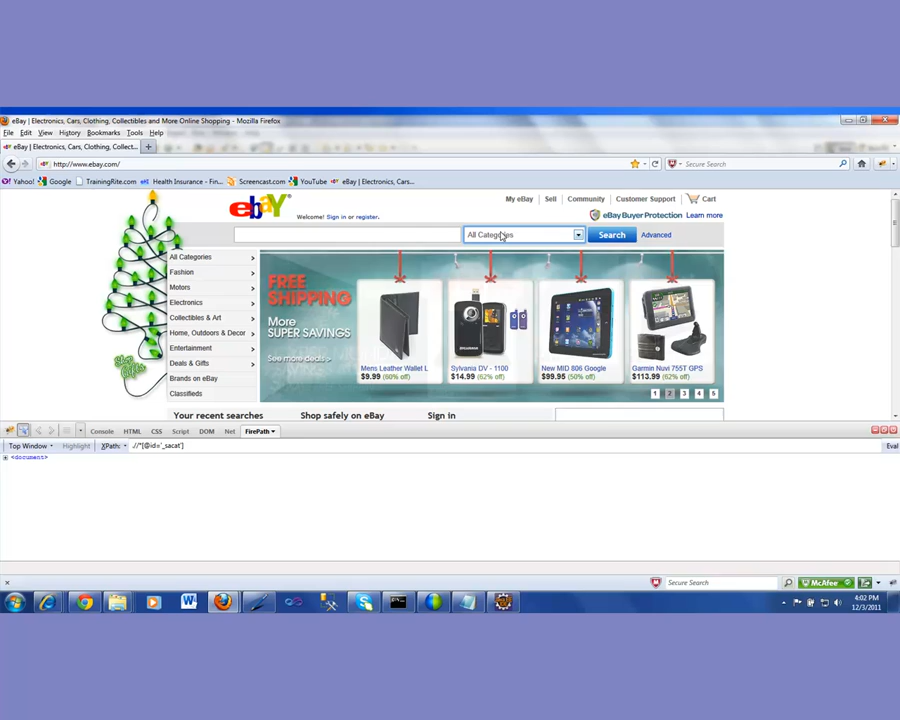 eBay | Electronics, Cars, Clothing, Collectibles and More Online Shopping - Mozilla Firefox
File Edit View History Bookmarks Tools Help
eBay | Electronics, Cars, Clothing, Collect...
http://www.ebay.com/ Secure Search
Yahoo! Google TrainingRite.com Health Insurance - Fin... Screencast.com YouTube eBay | Electronics, Cars...
My eBay Sell Community Customer Support Cart
ebaY Welcome! Sign in or register.
eBay Buyer Protection Learn more
All Categories Search Advanced
All Categories
Fashion
Motors
Electronics
Collectibles & Art
Home, Outdoors & Decor
Entertainment
Deals & Gifts
Brands on eBay
Classifieds
Shop Gifts
FREE
SHIPPING
More
SUPER SAVINGS
See more deals >
Mens Leather Wallet L Sylvania DV - 1100 New MID 806 Google Garmin Nuvi 755T GPS
$9.99 (60% off) $14.99 (62% off) $99.95 (50% off) $113.99 (62% off)
1 2 3 4 5
Your recent searches Shop safely on eBay Sign in
Console HTML CSS Script DOM Net FirePath
Top Window Highlight XPath: .//*[@id='_sacat'] Eval
<document>
Secure Search McAfee
4:02 PM
12/3/2011